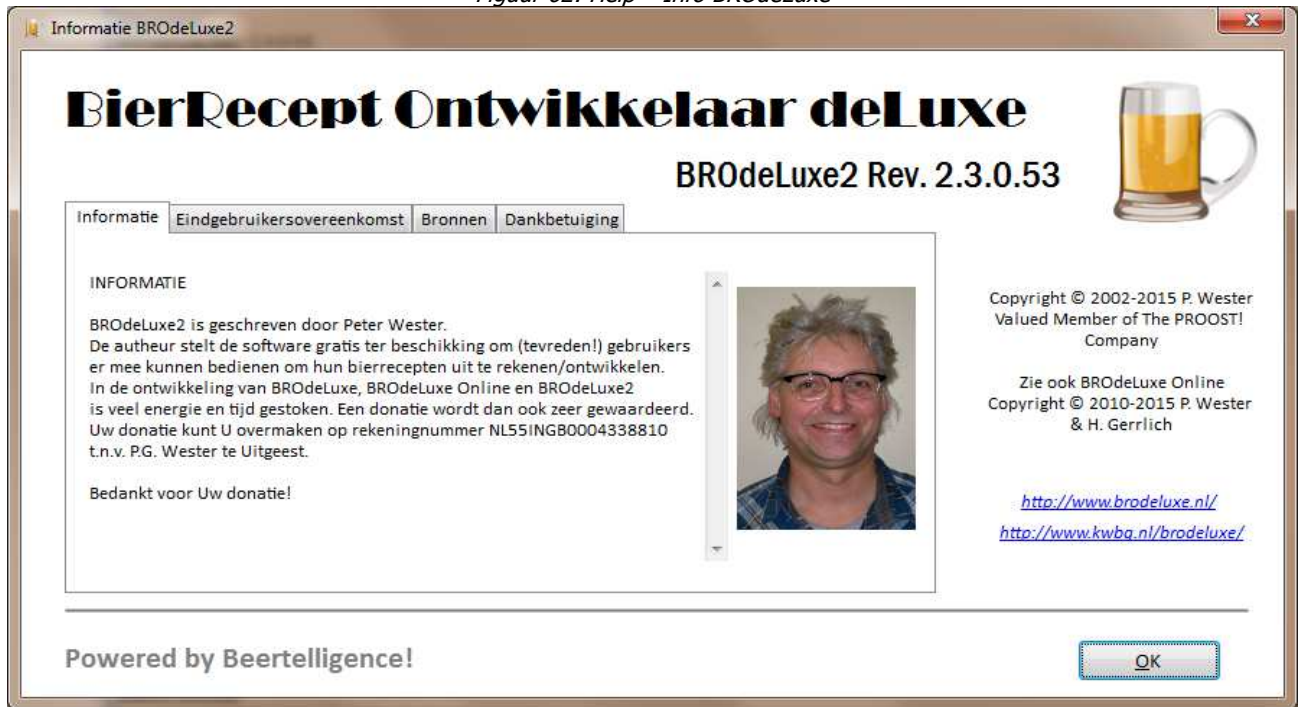 Figuur 62: Help – Info BROdeLuxe
Informatie BROdeLuxe2
BierRecept Ontwikkelaar deLuxe
BROdeLuxe2 Rev. 2.3.0.53
Informatie Eindgebruikersovereenkomst Bronnen Dankbetuiging
INFORMATIE
BROdeLuxe2 is geschreven door Peter Wester.
De autheur stelt de software gratis ter beschikking om (tevreden!) gebruikers
er mee kunnen bedienen om hun bierrecepten uit te rekenen/ontwikkelen.
In de ontwikkeling van BROdeLuxe, BROdeLuxe Online en BROdeLuxe2
is veel energie en tijd gestoken. Een donatie wordt dan ook zeer gewaardeerd.
Uw donatie kunt U overmaken op rekeningnummer NL55INGB0004338810
t.n.v. P.G. Wester te Uitgeest.
Bedankt voor Uw donatie!
Copyright © 2002-2015 P. Wester
Valued Member of The PROOST!
Company
Zie ook BROdeLuxe Online
Copyright © 2010-2015 P. Wester
& H. Gerrlich
http://www.brodeluxe.nl/
http://www.kwbg.nl/brodeluxe/
Powered by Beertelligence!
OK